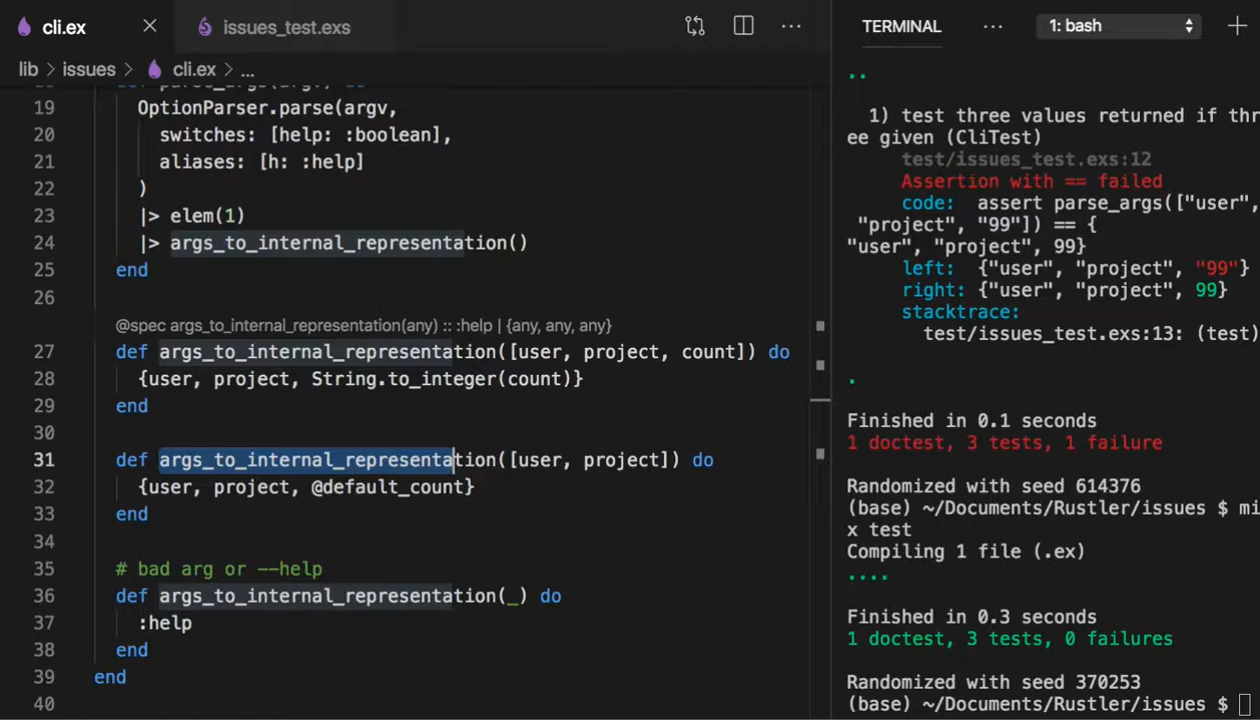 cli.ex
issues_test.exs
lib > issues > cli.ex > ...
18 def parse_args(argv) do
19 OptionParser.parse(argv,
20 switches: [help: :boolean],
21 aliases: [h: :help]
22 )
23 |> elem(1)
24 |> args_to_internal_representation()
25 end
26
@spec args_to_internal_representation(any) :: :help | {any, any, any}
27 def args_to_internal_representation([user, project, count]) do
28 {user, project, String.to_integer(count)}
29 end
30
31 def args_to_internal_representation([user, project]) do
32 {user, project, @default_count}
33 end
34
35 # bad arg or --help
36 def args_to_internal_representation(_) do
37 :help
38 end
39 end
40
TERMINAL
... 1: bash
..
1) test three values returned if thr
ee given (CliTest)
test/issues_test.exs:12
Assertion with == failed
code: assert parse_args(["user",
"project", "99"]) == {
"user", "project", 99}
left: {"user", "project", "99"}
right: {"user", "project", 99}
stacktrace:
test/issues_test.exs:13: (test)
.
Finished in 0.1 seconds
1 doctest, 3 tests, 1 failure
Randomized with seed 614376
(base) ~/Documents/Rustler/issues $ mi
x test
Compiling 1 file (.ex)
....
Finished in 0.3 seconds
1 doctest, 3 tests, 0 failures
Randomized with seed 370253
(base) ~/Documents/Rustler/issues $